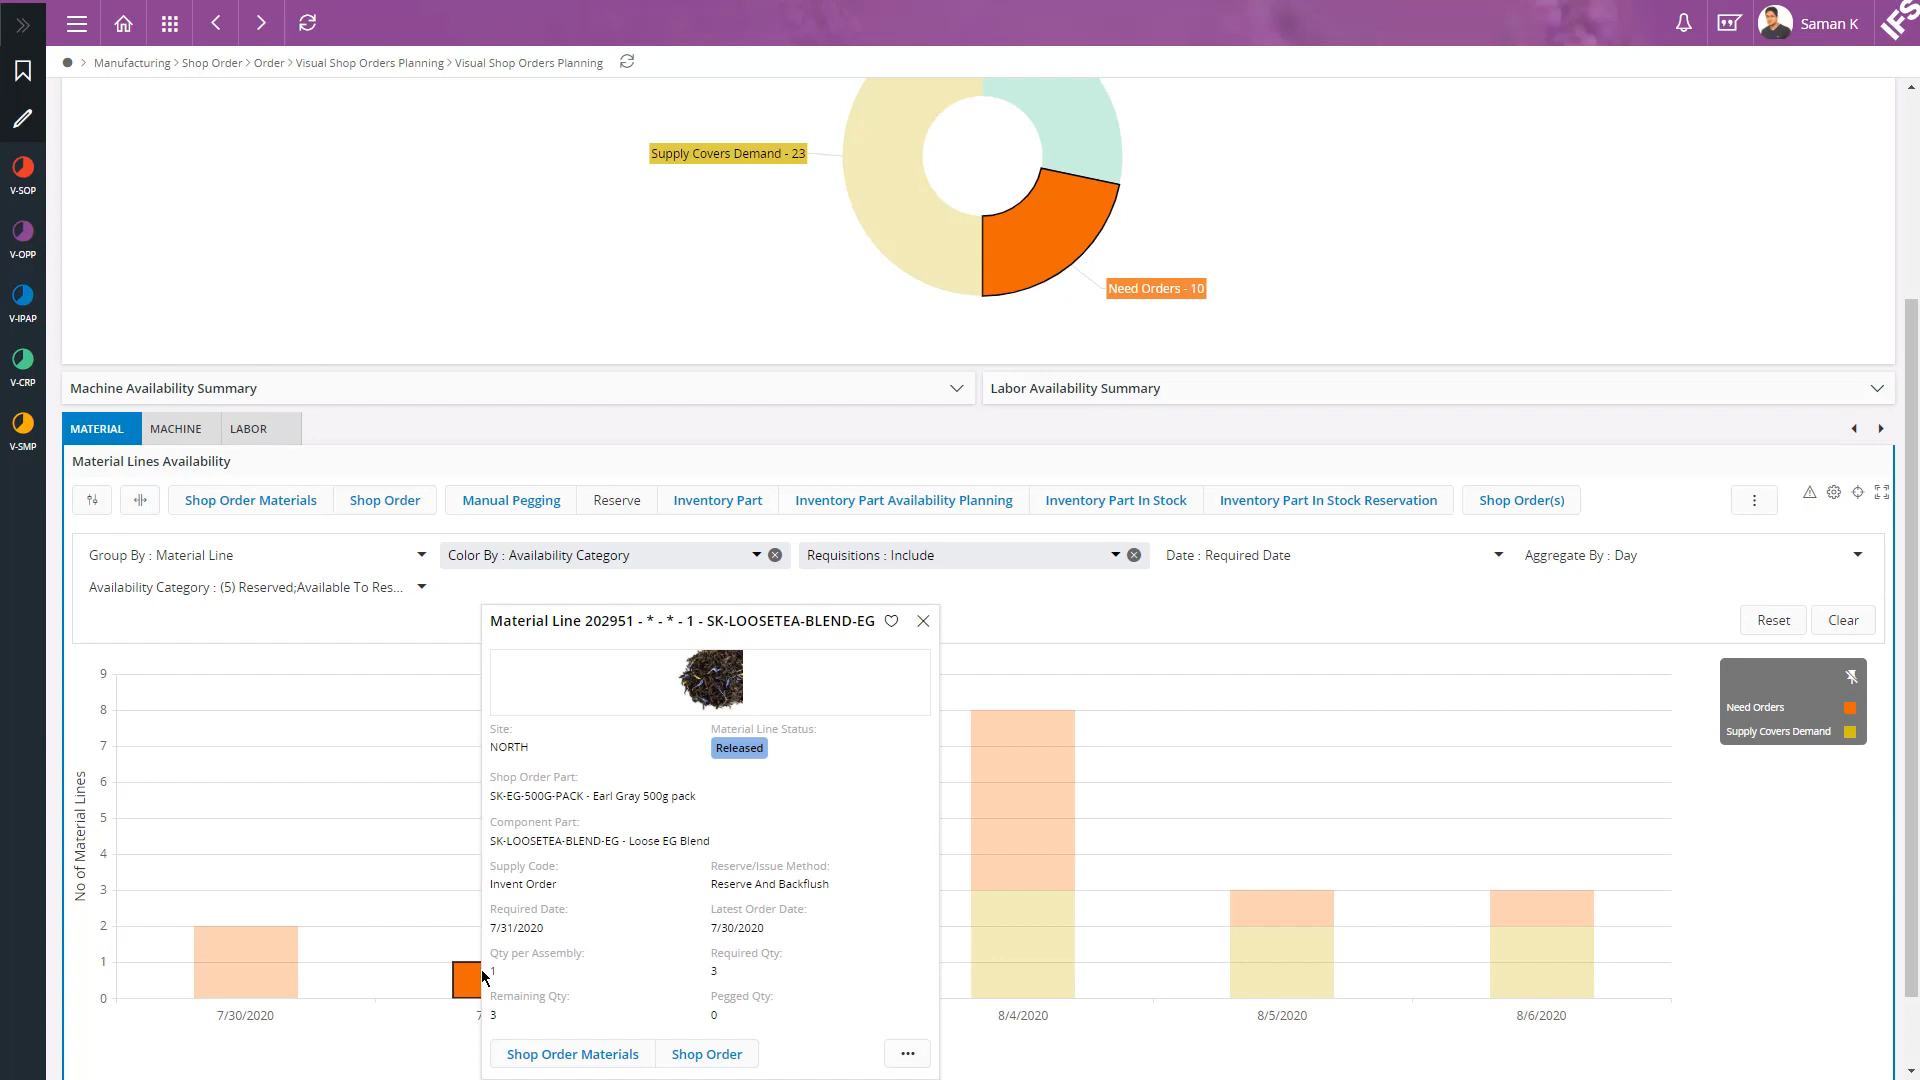 Saman K
IFS
Manufacturing > Shop Order > Order > Visual Shop Orders Planning > Visual Shop Orders Planning
V-SOP
V-OPP
V-IPAP
V-CRP
V-SMP
Supply Covers Demand - 23
Need Orders - 10
Machine Availability Summary
Labor Availability Summary
MATERIAL
MACHINE
LABOR
Material Lines Availability
Shop Order Materials
Shop Order
Manual Pegging
Reserve
Inventory Part
Inventory Part Availability Planning
Inventory Part In Stock
Inventory Part In Stock Reservation
Shop Order(s)
Group By : Material Line
Color By : Availability Category
Requisitions : Include
Date : Required Date
Aggregate By : Day
Availability Category : (5) Reserved;Available To Res...
Reset
Clear
Material Line 202951 - * - * - 1 - SK-LOOSETEA-BLEND-EG
Site:
NORTH
Material Line Status:
Released
Shop Order Part:
SK-EG-500G-PACK - Earl Gray 500g pack
Component Part:
SK-LOOSETEA-BLEND-EG - Loose EG Blend
Supply Code:
Invent Order
Reserve/Issue Method:
Reserve And Backflush
Required Date:
7/31/2020
Latest Order Date:
7/30/2020
Qty per Assembly:
1
Required Qty:
3
Remaining Qty:
3
Pegged Qty:
0
Shop Order Materials
Shop Order
Need Orders
Supply Covers Demand
No of Material Lines
9
8
7
6
5
4
3
2
1
0
7/30/2020
7
8/4/2020
8/5/2020
8/6/2020